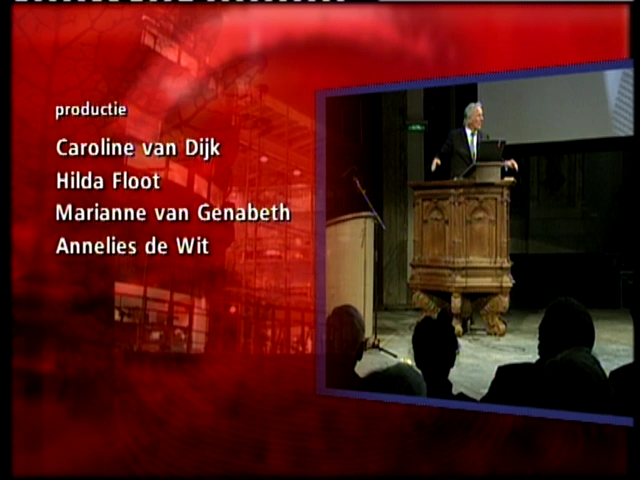 productie
Caroline van Dijk
Hilda Floot
Marianne van Genabeth
Annelies de Wit